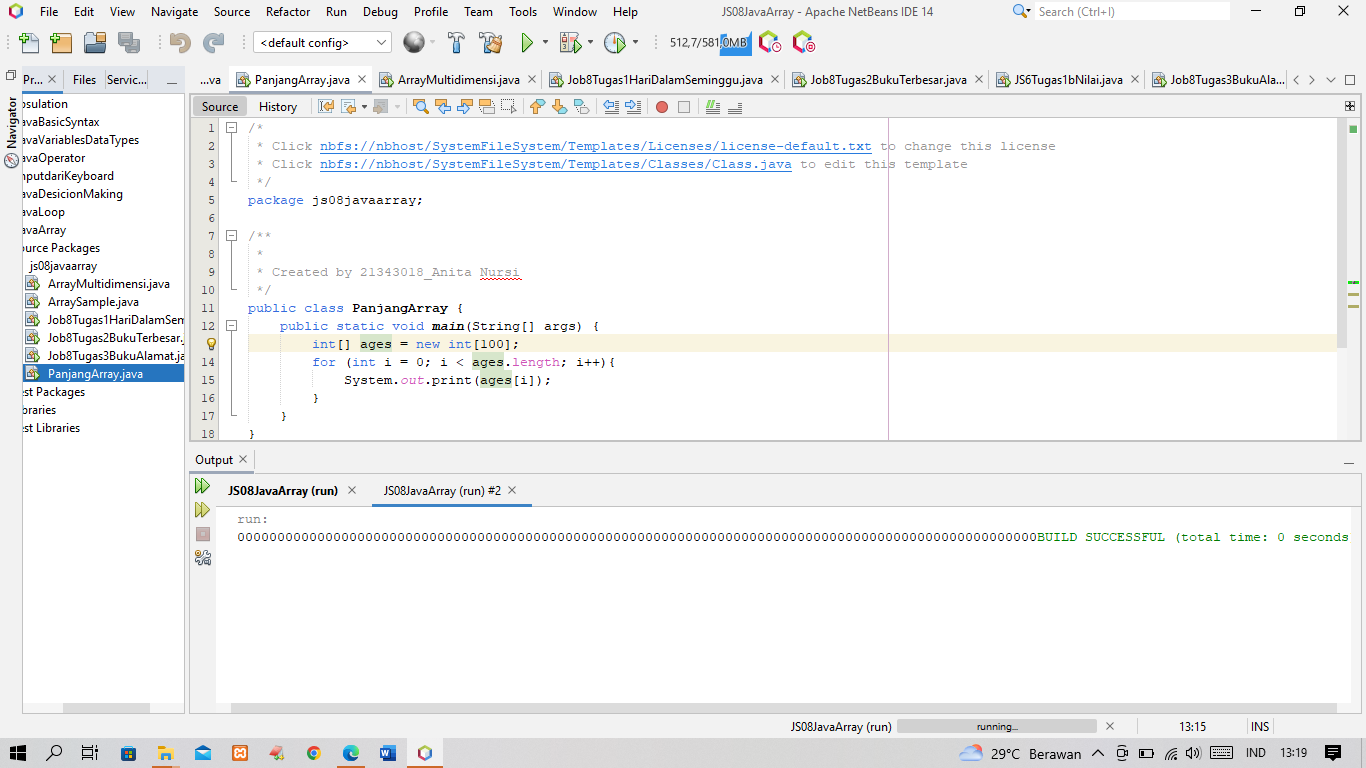 File Edit View Navigate Source Refactor Run Debug Profile Team Tools Window Help JS08JavaArray - Apache NetBeans IDE 14 Search (Ctrl+I)
<default config> 512,7/581,0MB
Pr... Files Servic... ...va PanjangArray.java ArrayMultidimensi.java Job8Tugas1HariDalamSeminggu.java Job8Tugas2BukuTerbesar.java JS6Tugas1bNilai.java Job8Tugas3BukuAla...
Navigator
psulation
avaBasicSyntax
avaVariablesDataTypes
avaOperator
nputdariKeyboard
avaDesicionMaking
avaLoop
avaArray
ource Packages
js08javaarray
ArrayMultidimensi.java
ArraySample.java
Job8Tugas1HariDalamSem
Job8Tugas2BukuTerbesar.j
Job8Tugas3BukuAlamat.ja
PanjangArray.java
est Packages
braries
est Libraries
Source History
1 /*
2 * Click nbfs://nbhost/SystemFileSystem/Templates/Licenses/license-default.txt to change this license
3 * Click nbfs://nbhost/SystemFileSystem/Templates/Classes/Class.java to edit this template
4 */
5 package js08javaarray;
6
7 /**
8 *
9 * Created by 21343018_Anita Nursi
10 */
11 public class PanjangArray {
12 public static void main(String[] args) {
int[] ages = new int[100];
14 for (int i = 0; i < ages.length; i++){
15 System.out.print(ages[i]);
16 }
17 }
18 }
Output
JS08JavaArray (run) JS08JavaArray (run) #2
run:
0000000000000000000000000000000000000000000000000000000000000000000000000000000000000000000000000000BUILD SUCCESSFUL (total time: 0 seconds
JS08JavaArray (run) running... 13:15 INS
29°C Berawan IND 13:19